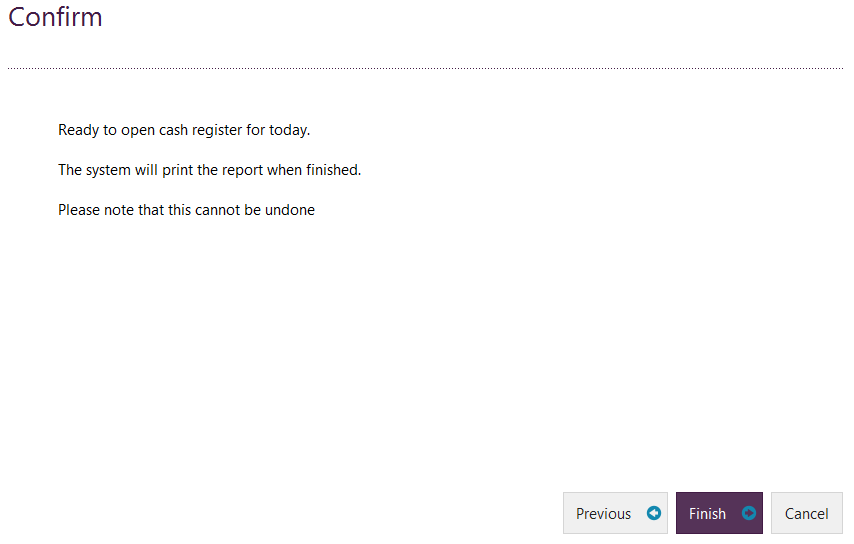 Confirm
Ready to open cash register for today.
The system will print the report when finished.
Please note that this cannot be undone
Previous
Finish
Cancel